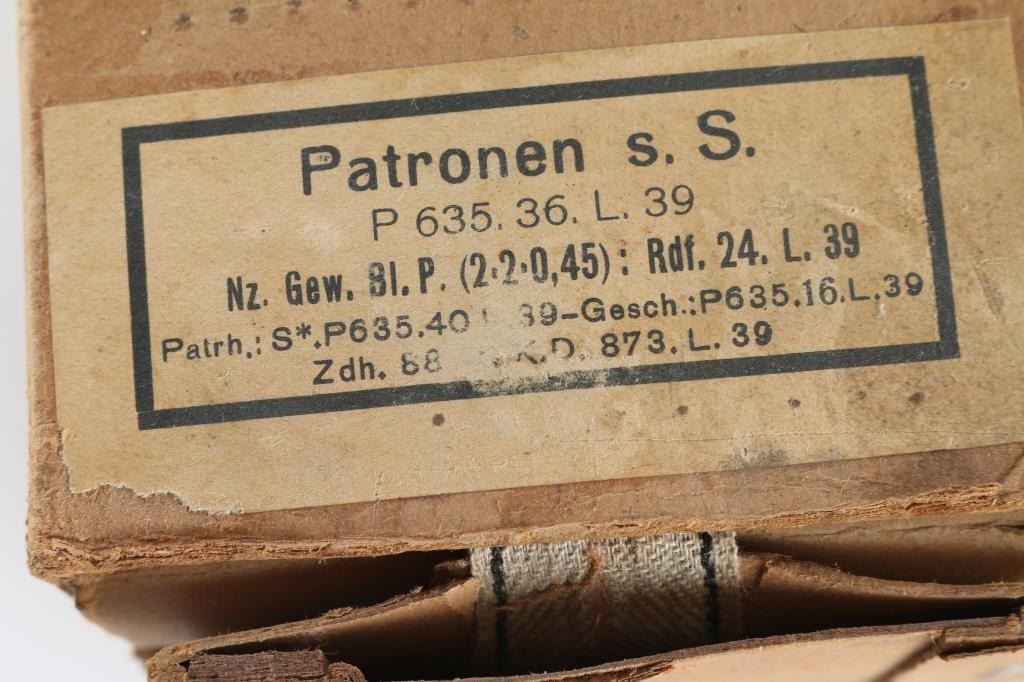 Patronen s. S.
P 635. 36. L. 39
Nz. Gew. Bl. P. (2·2·0,45) : Rdf. 24. L. 39
Patrh.: S*. P635.40 L 39–Gesch.: P635.16. L. 39
Zdh. 88 K.D. 873. L. 39